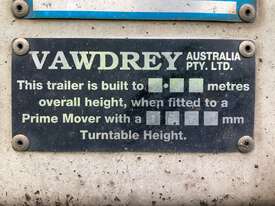 VAWDREY AUSTRALIA PTY. LTD.
This trailer is built to metres
overall height, when fitted to a
Prime Mover with a mm
Turntable Height.